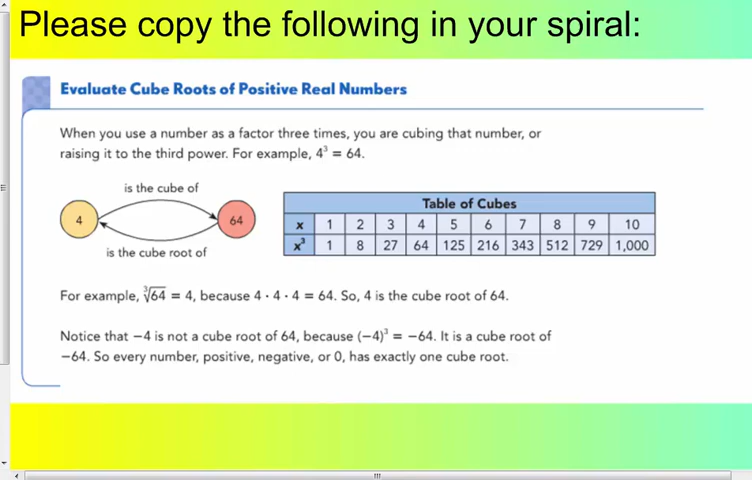 Please copy the following in your spiral:
Evaluate Cube Roots of Positive Real Numbers
When you use a number as a factor three times, you are cubing that number, or
raising it to the third power. For example, 4³ = 64.
is the cube of
4
64
is the cube root of
Table of Cubes
x 1 2 3 4 5 6 7 8 9 10
x³ 1 8 27 64 125 216 343 512 729 1,000
For example, ∛64 = 4, because 4 · 4 · 4 = 64. So, 4 is the cube root of 64.
Notice that −4 is not a cube root of 64, because (−4)³ = −64. It is a cube root of
−64. So every number, positive, negative, or 0, has exactly one cube root.